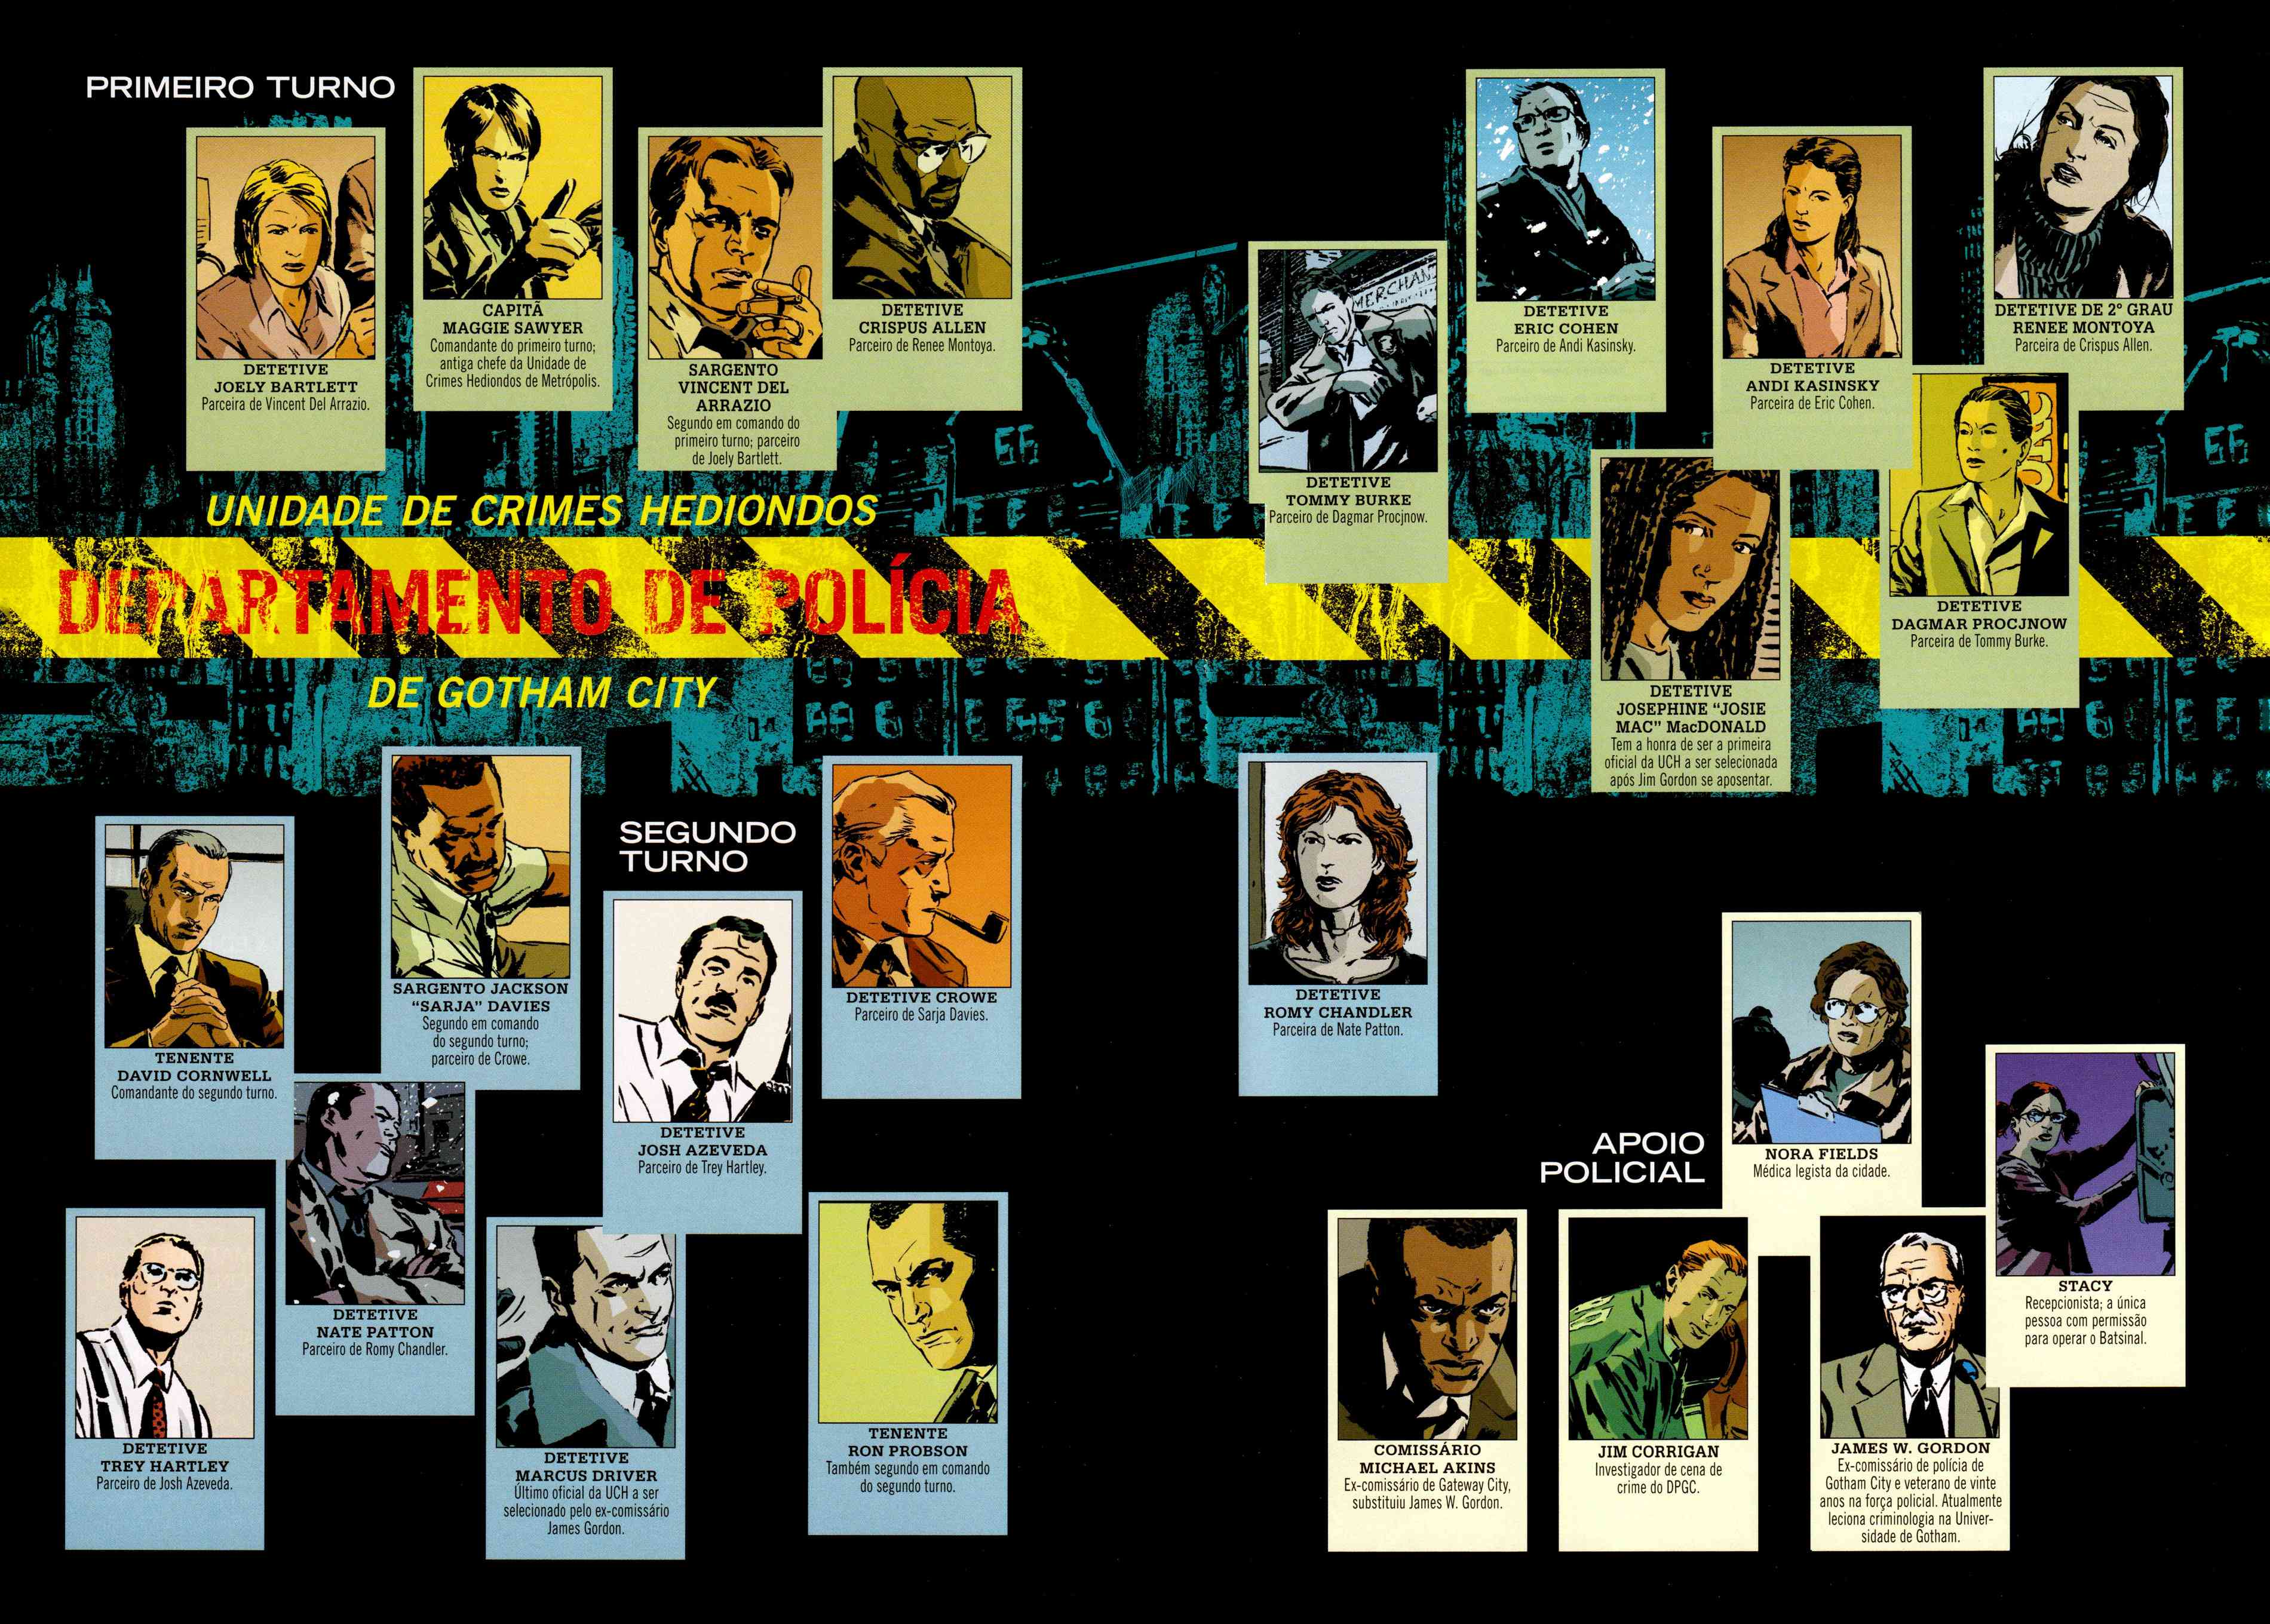 PRIMEIRO TURNO
DETETIVE
JOELY BARTLETT
Parceira de Vincent Del Arrazio.
CAPITÃ
MAGGIE SAWYER
Comandante do primeiro turno;
antiga chefe da Unidade de
Crimes Hediondos de Metrópolis.
SARGENTO
VINCENT DEL
ARRAZIO
Segundo em comando do
primeiro turno; parceiro
de Joely Bartlett.
DETETIVE
CRISPUS ALLEN
Parceiro de Renee Montoya.
MERCHAN
DETETIVE
TOMMY BURKE
Parceiro de Dagmar Procjnow.
DETETIVE
ERIC COHEN
Parceiro de Andi Kasinsky.
DETETIVE
ANDI KASINSKY
Parceira de Eric Cohen.
DETETIVE DE 2º GRAU
RENEE MONTOYA
Parceira de Crispus Allen.
DETETIVE
JOSEPHINE “JOSIE
MAC” MacDONALD
Tem a honra de ser a primeira
oficial da UCH a ser selecionada
após Jim Gordon se aposentar.
DETETIVE
DAGMAR PROCJNOW
Parceira de Tommy Burke.
UNIDADE DE CRIMES HEDIONDOS
DEPARTAMENTO DE POLÍCIA
DE GOTHAM CITY
SEGUNDO
TURNO
TENENTE
DAVID CORNWELL
Comandante do segundo turno.
SARGENTO JACKSON
“SARJA” DAVIES
Segundo em comando
do segundo turno;
parceiro de Crowe.
DETETIVE
JOSH AZEVEDA
Parceiro de Trey Hartley.
DETETIVE CROWE
Parceiro de Sarja Davies.
DETETIVE
ROMY CHANDLER
Parceira de Nate Patton.
DETETIVE
TREY HARTLEY
Parceiro de Josh Azeveda.
DETETIVE
NATE PATTON
Parceiro de Romy Chandler.
DETETIVE
MARCUS DRIVER
Último oficial da UCH a ser
selecionado pelo ex-comissário
James Gordon.
TENENTE
RON PROBSON
Também segundo em comando
do segundo turno.
APOIO
POLICIAL
NORA FIELDS
Médica legista da cidade.
STACY
Recepcionista; a única
pessoa com permissão
para operar o Batsinal.
COMISSÁRIO
MICHAEL AKINS
Ex-comissário de Gateway City,
substituiu James W. Gordon.
JIM CORRIGAN
Investigador de cena de
crime do DPGC.
JAMES W. GORDON
Ex-comissário de polícia de
Gotham City e veterano de vinte
anos na força policial. Atualmente
leciona criminologia na Univer-
sidade de Gotham.